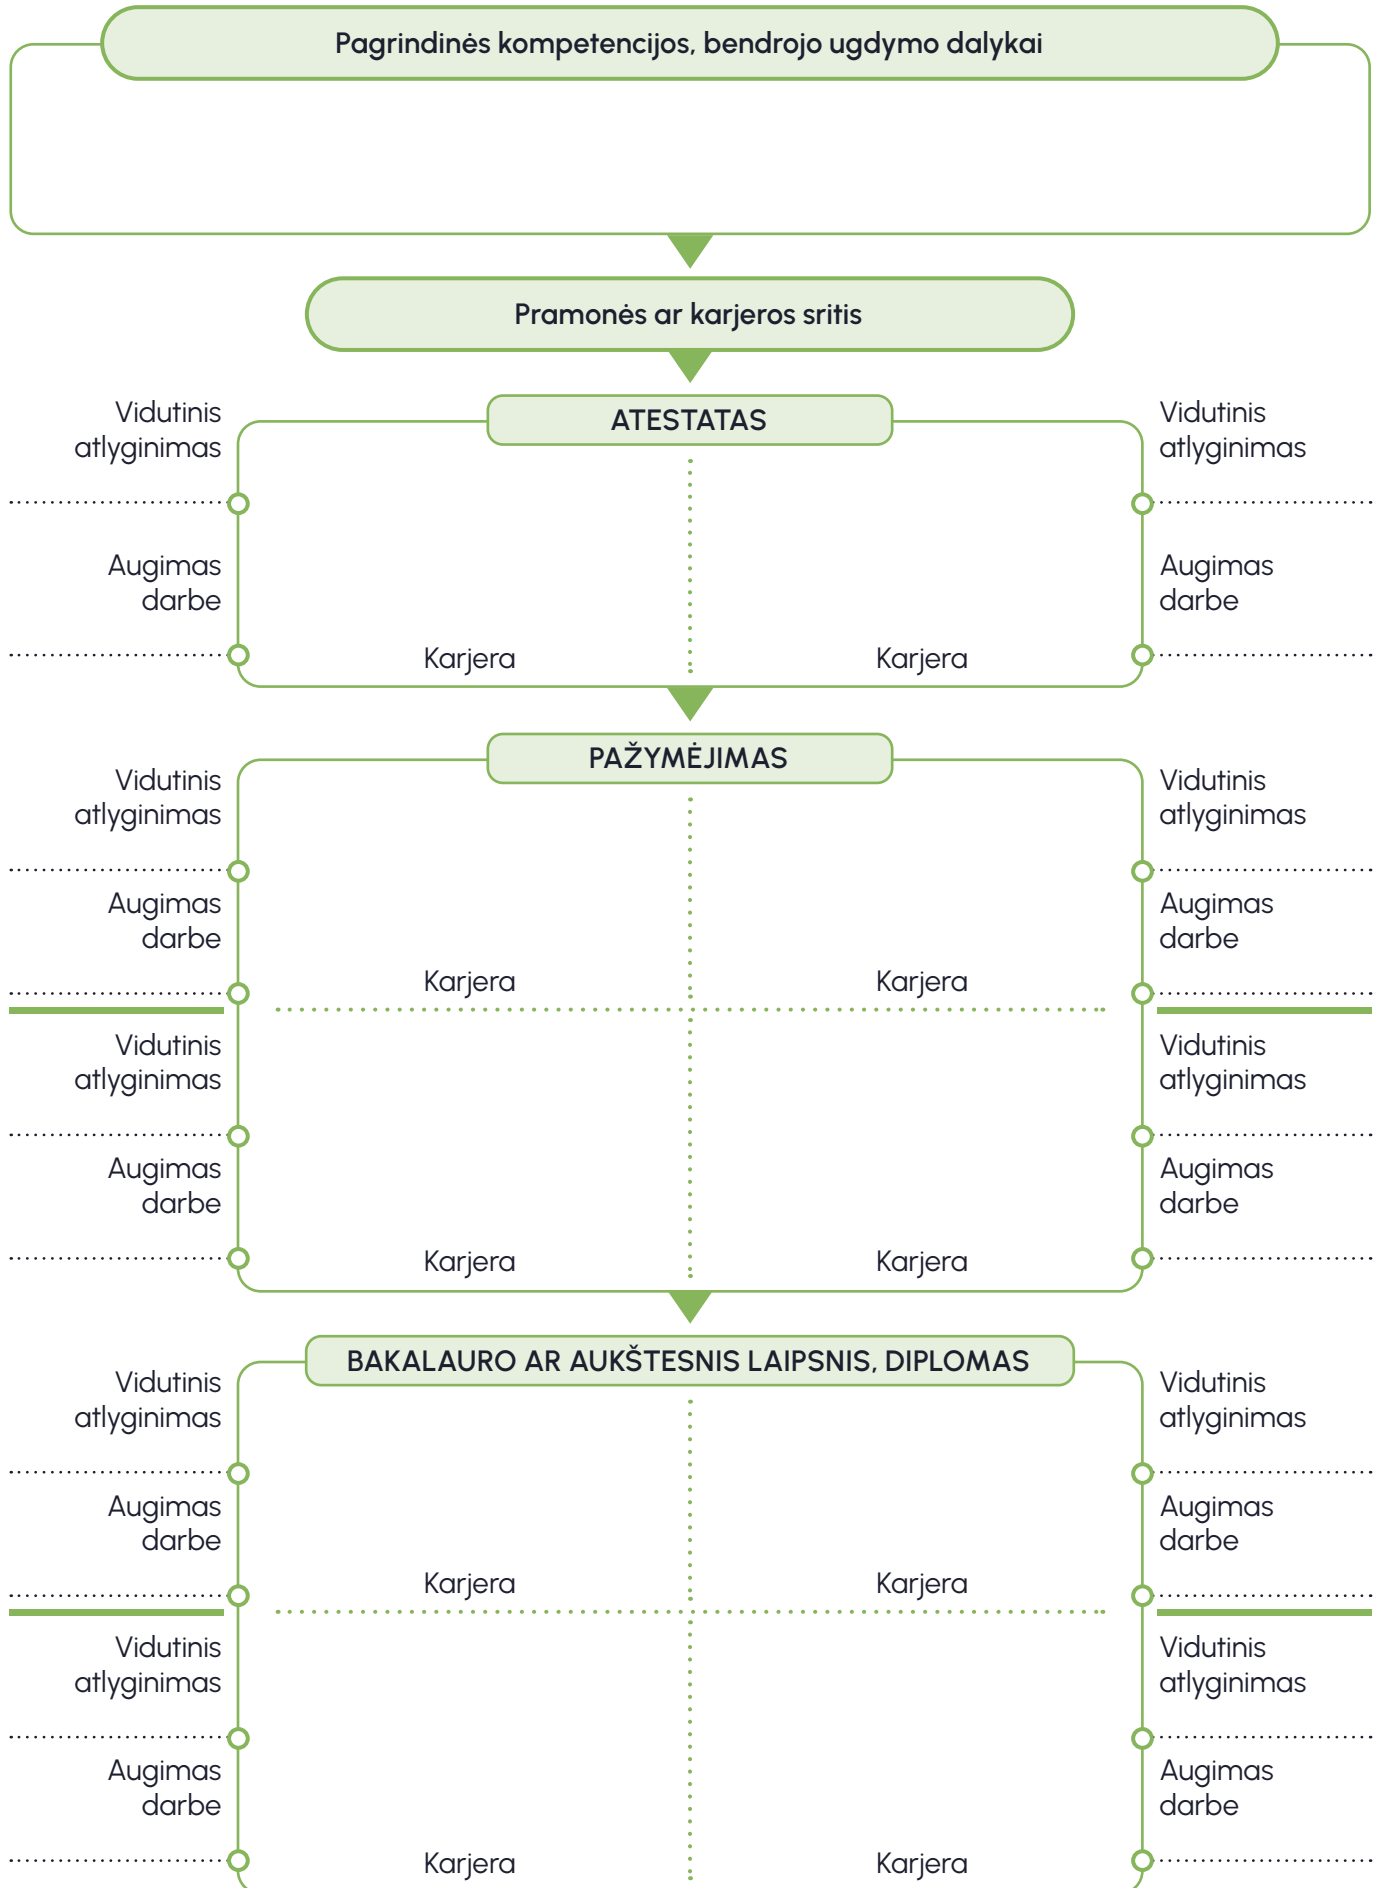 Pagrindinės kompetencijos, bendrojo ugdymo dalykai
Pramonės ar karjeros sritis
ATESTATAS
Vidutinis
atlyginimas
Vidutinis
atlyginimas
Augimas
darbe
Augimas
darbe
Karjera
Karjera
PAŽYMĖJIMAS
Vidutinis
atlyginimas
Vidutinis
atlyginimas
Augimas
darbe
Augimas
darbe
Karjera
Karjera
Vidutinis
atlyginimas
Vidutinis
atlyginimas
Augimas
darbe
Augimas
darbe
Karjera
Karjera
BAKALAURO AR AUKŠTESNIS LAIPSNIS, DIPLOMAS
Vidutinis
atlyginimas
Vidutinis
atlyginimas
Augimas
darbe
Augimas
darbe
Karjera
Karjera
Vidutinis
atlyginimas
Vidutinis
atlyginimas
Augimas
darbe
Augimas
darbe
Karjera
Karjera